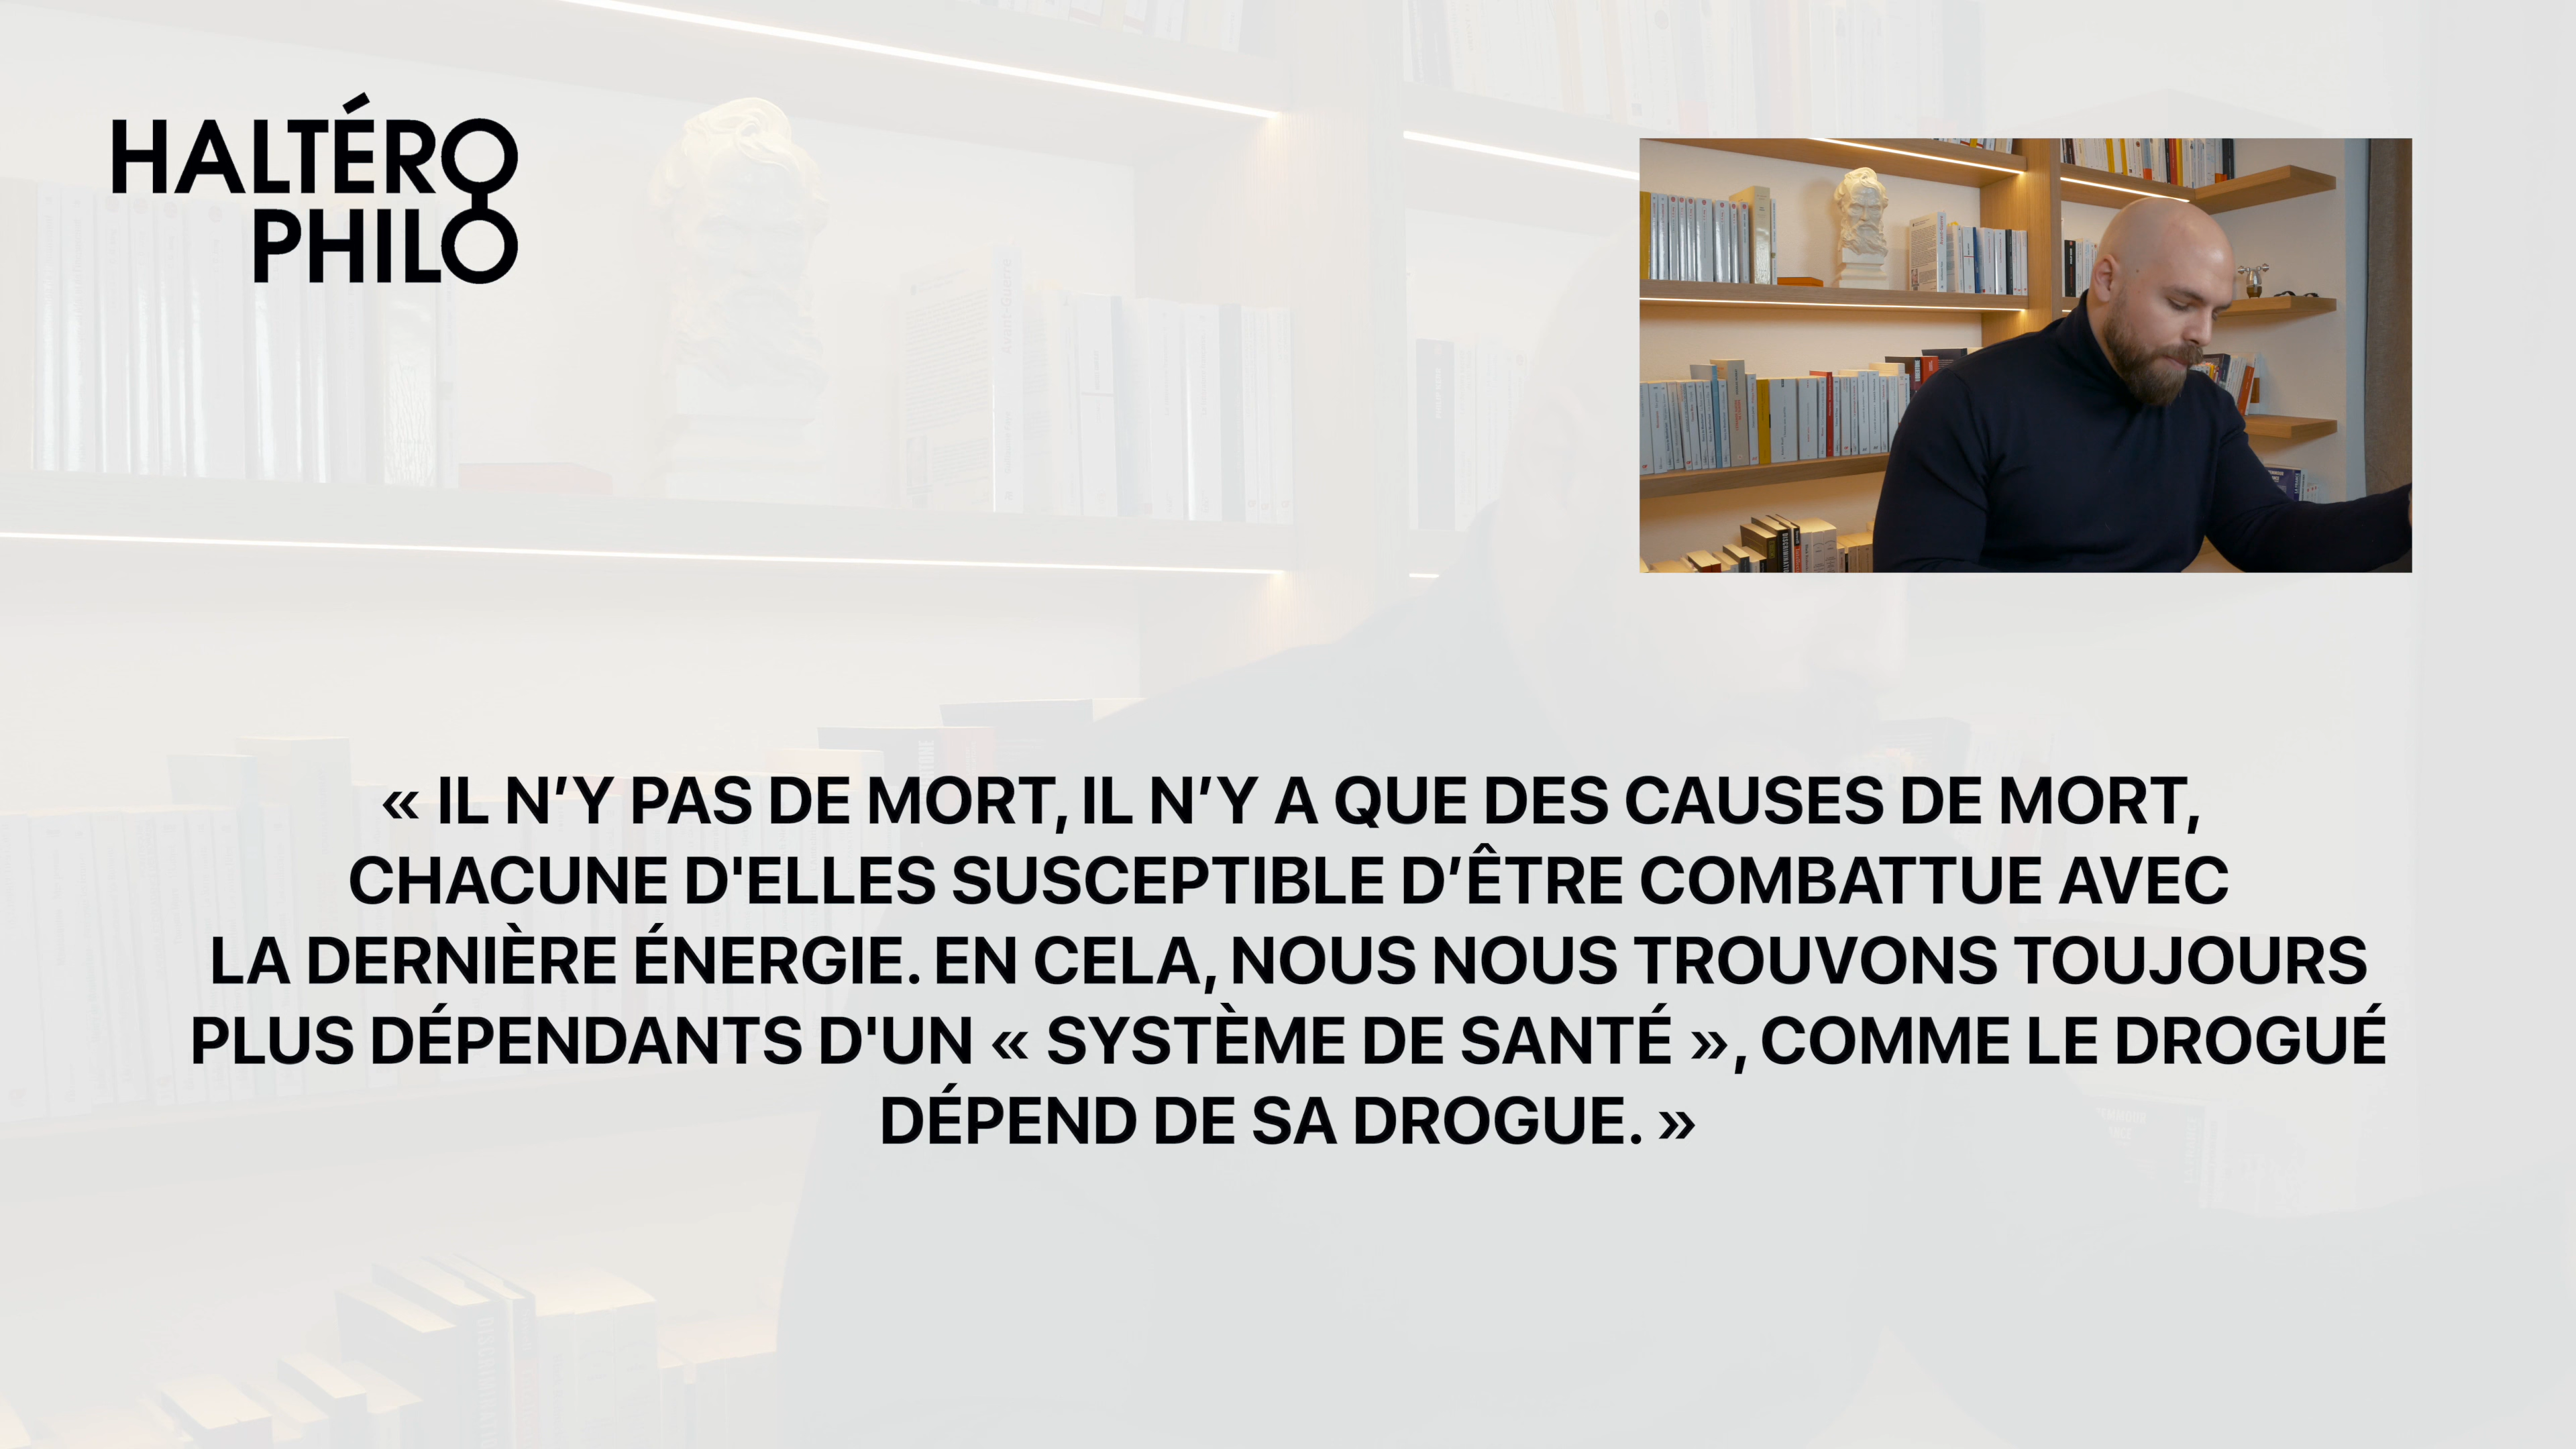 HALTÉRO
PHILO
« IL N’Y PAS DE MORT, IL N’Y A QUE DES CAUSES DE MORT,
CHACUNE D'ELLES SUSCEPTIBLE D’ÊTRE COMBATTUE AVEC
LA DERNIÈRE ÉNERGIE. EN CELA, NOUS NOUS TROUVONS TOUJOURS
PLUS DÉPENDANTS D'UN « SYSTÈME DE SANTÉ », COMME LE DROGUÉ
DÉPEND DE SA DROGUE. »